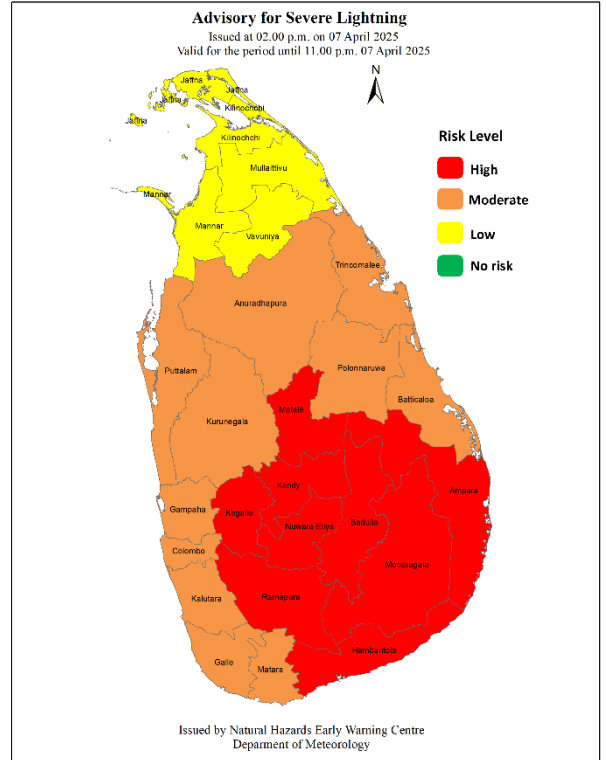 Advisory for Severe Lightning
Issued at 02.00 p.m. on 07 April 2025
Valid for the period until 11.00 p.m. 07 April 2025
N
Jaffna
Jaffna
Jaffna
Kilinochchi
Jaffna
Kilinochchi
Mullaittivu
Mannar
Mannar
Vavuniya
Risk Level
High
Moderate
Low
No risk
Trincomalee
Anuradhapura
Puttalam
Polonnaruwa
Batticaloa
Matale
Kurunegala
Kandy
Ampara
Gampaha
Kegalle
Nuwara Eliya
Badulla
Colombo
Moneragala
Kalutara
Ratnapura
Hambantota
Galle
Matara
Issued by Natural Hazards Early Warning Centre
Deparment of Meteorology